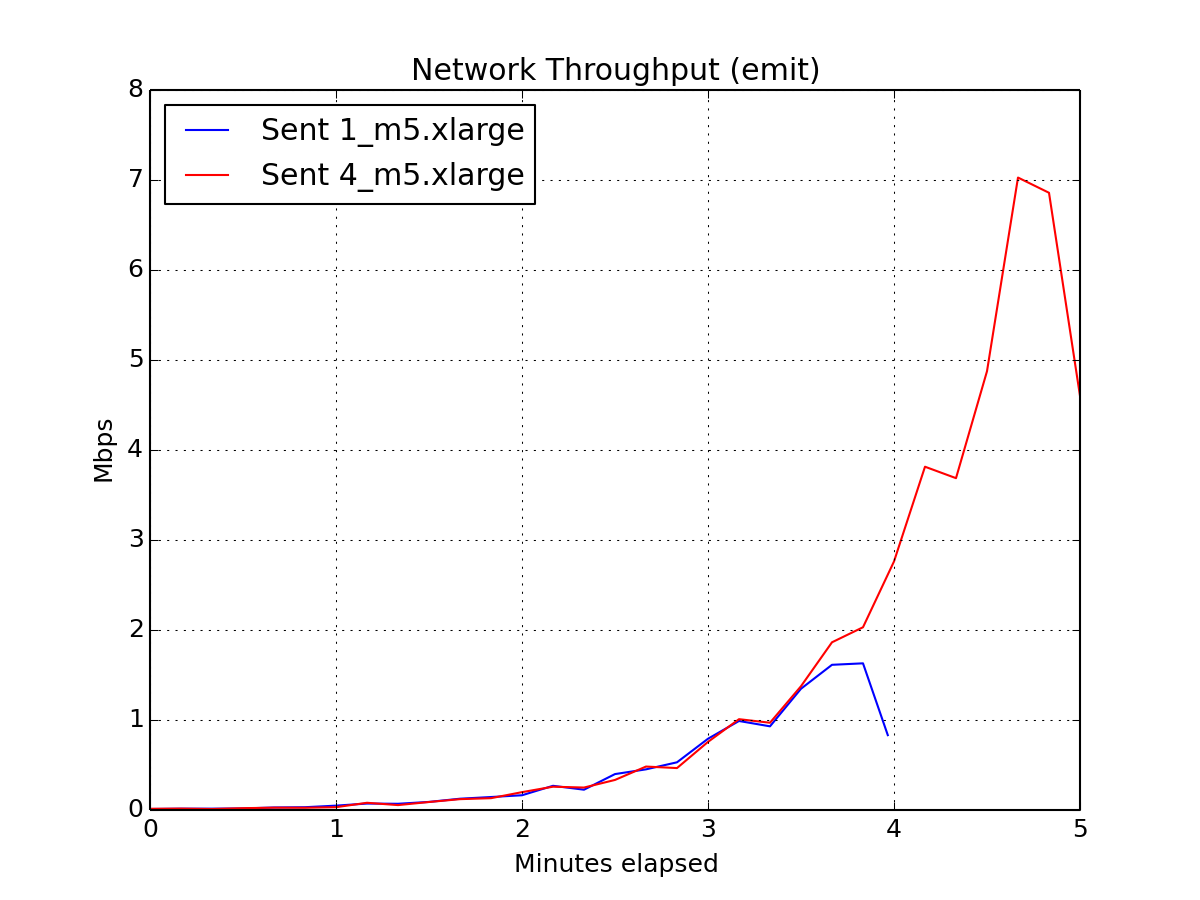 Network Throughput (emit)
8
Sent 1_m5.xlarge
Sent 4_m5.xlarge
7
6
5
4
3
2
1
0
Mbps
0 1 2 3 4 5
Minutes elapsed